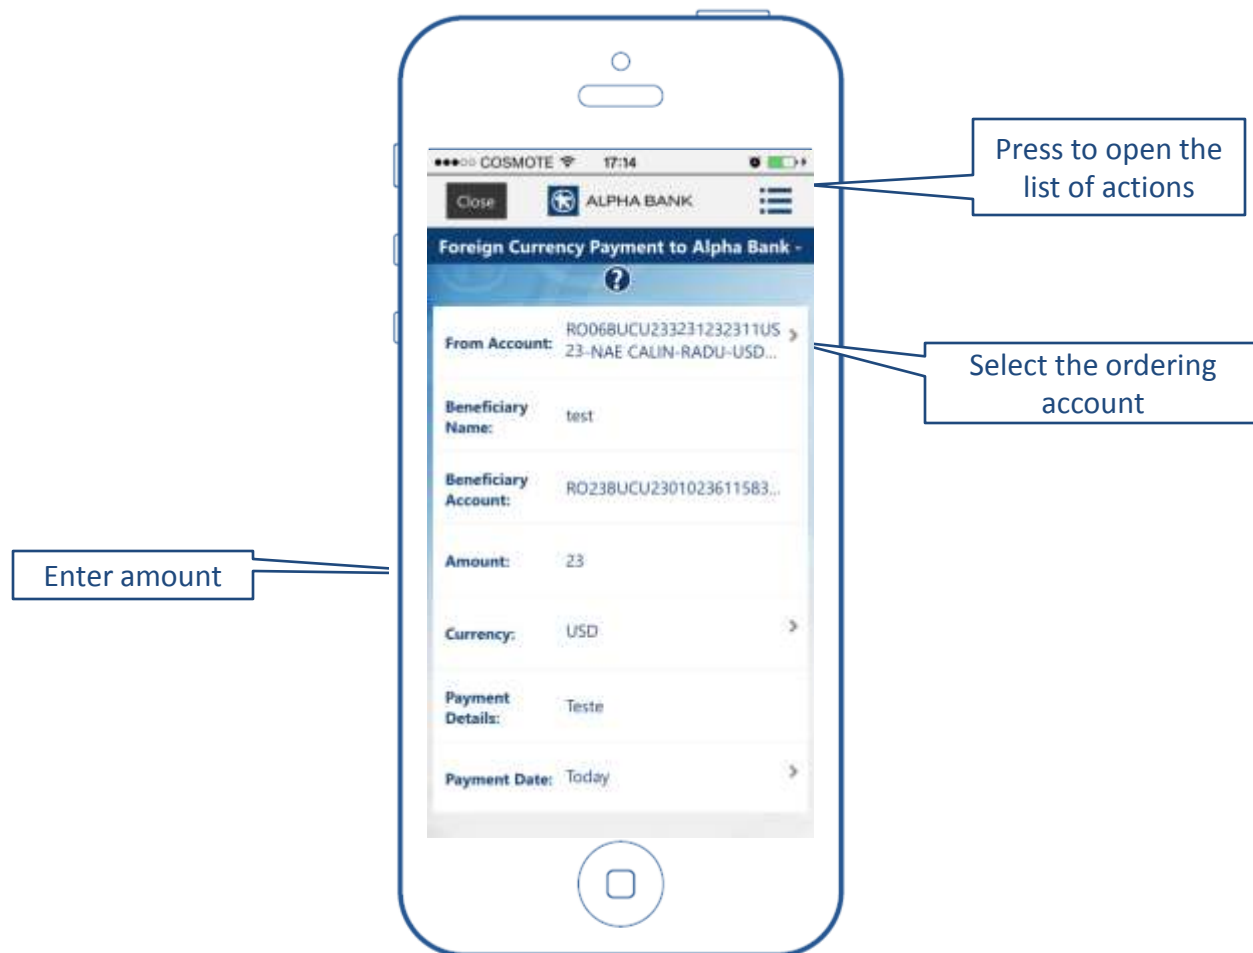 COSMOTE 17:14
Close
ALPHA BANK
Foreign Currency Payment to Alpha Bank -
?
From Account:
RO06BUCU233231232311US
23-NAE CALIN-RADU-USD...
Beneficiary
Name:
test
Beneficiary
Account:
RO23BUCU2301023611583...
Amount:
23
Currency:
USD
Payment
Details:
Teste
Payment Date:
Today
Press to open the
list of actions
Select the ordering
account
Enter amount